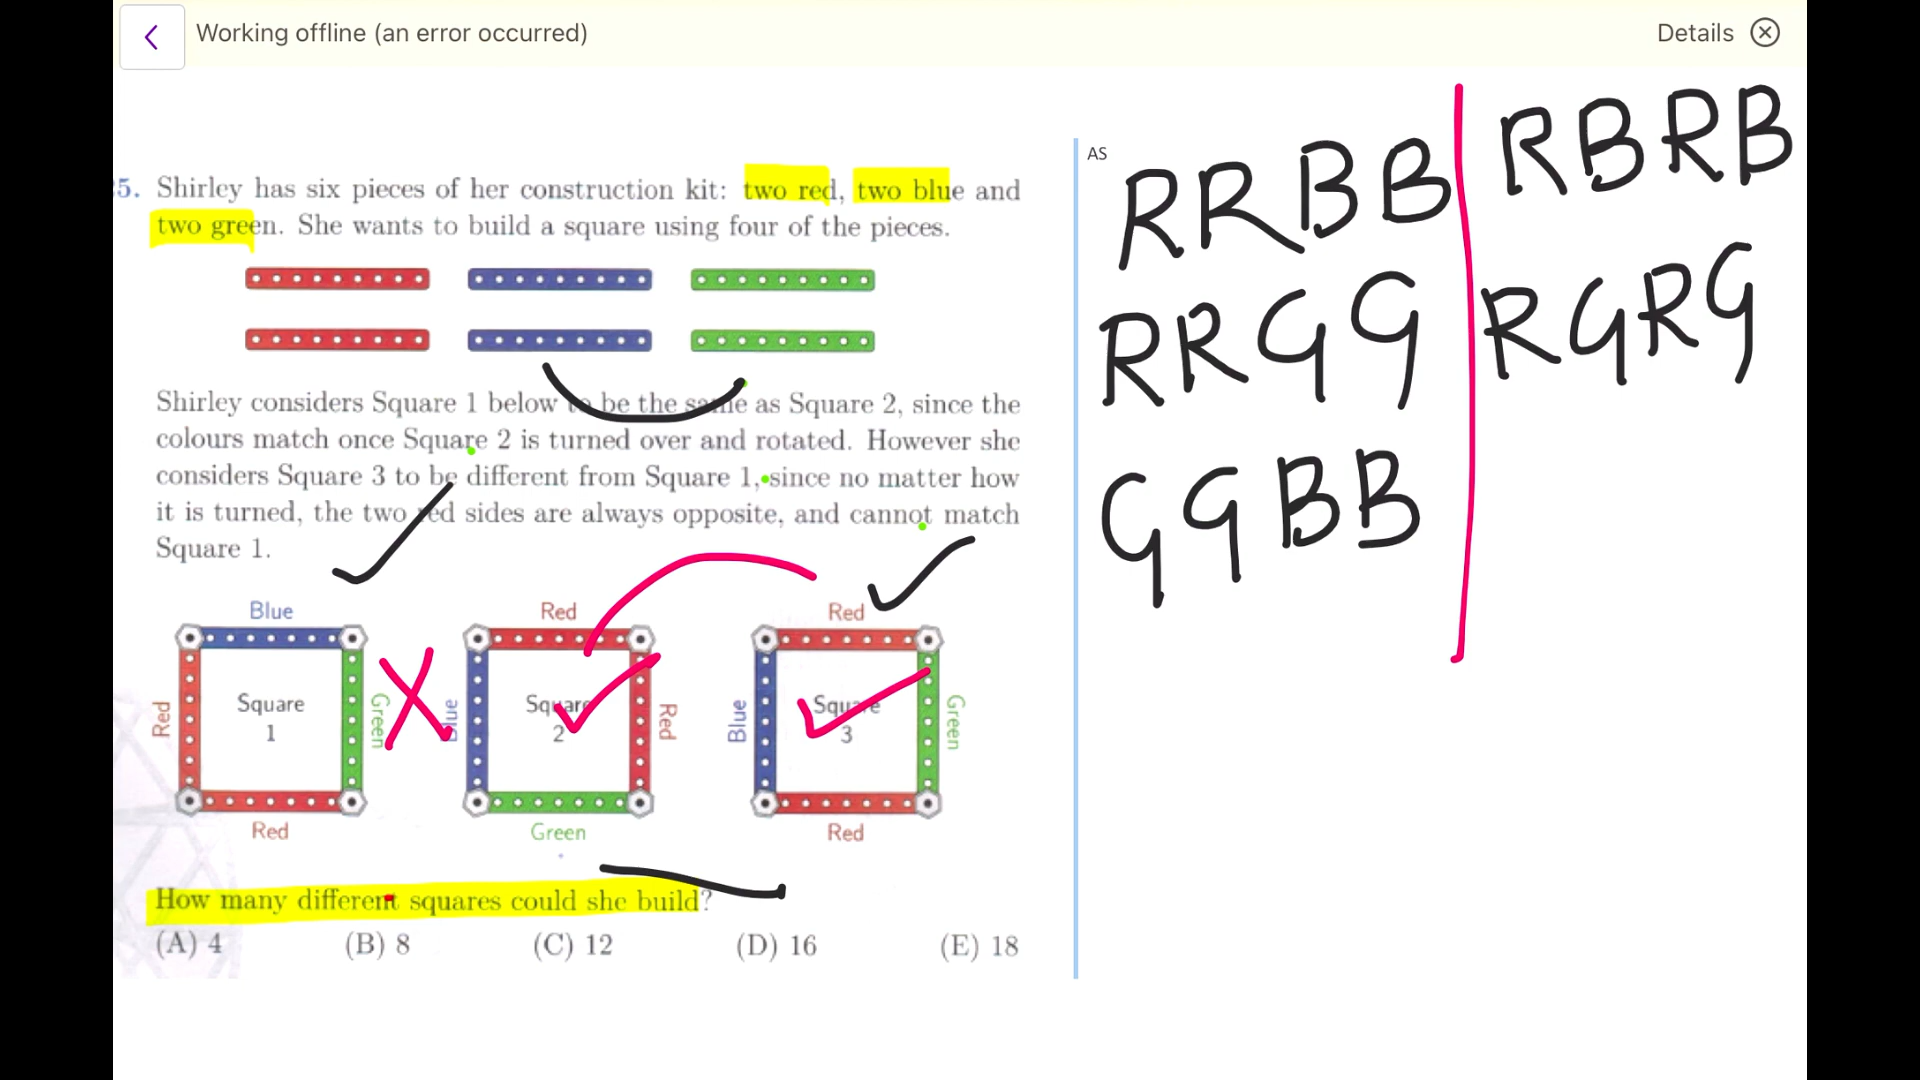 Working offline (an error occurred)
Details
5. Shirley has six pieces of her construction kit: two red, two blue and
two green. She wants to build a square using four of the pieces.
Shirley considers Square 1 below to be the same as Square 2, since the
colours match once Square 2 is turned over and rotated. However she
considers Square 3 to be different from Square 1, since no matter how
it is turned, the two red sides are always opposite, and cannot match
Square 1.
Blue
Red
Square
1
Green
Red
Red
Blue
Square
2
Red
Green
Red
Blue
Square
3
Green
Red
How many different squares could she build?
(A) 4 (B) 8 (C) 12 (D) 16 (E) 18
AS
RRBB
RRGG
GGBB
RBRB
RGRG